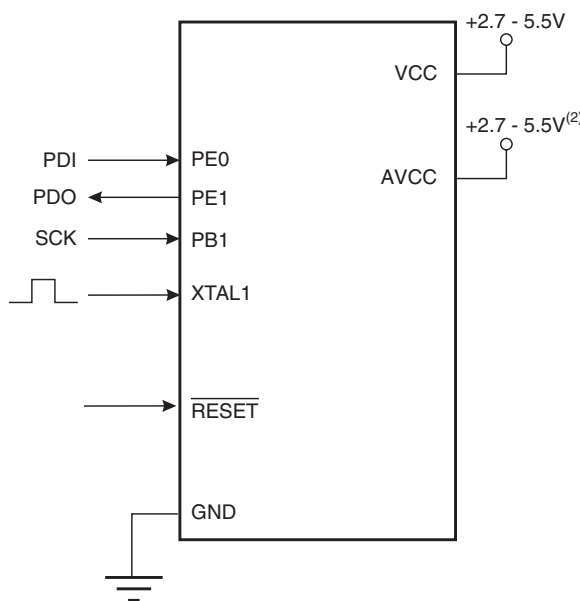 +2.7 - 5.5V
VCC
+2.7 - 5.5V(2)
PDI PE0
AVCC
PDO PE1
SCK PB1
XTAL1
RESET
GND